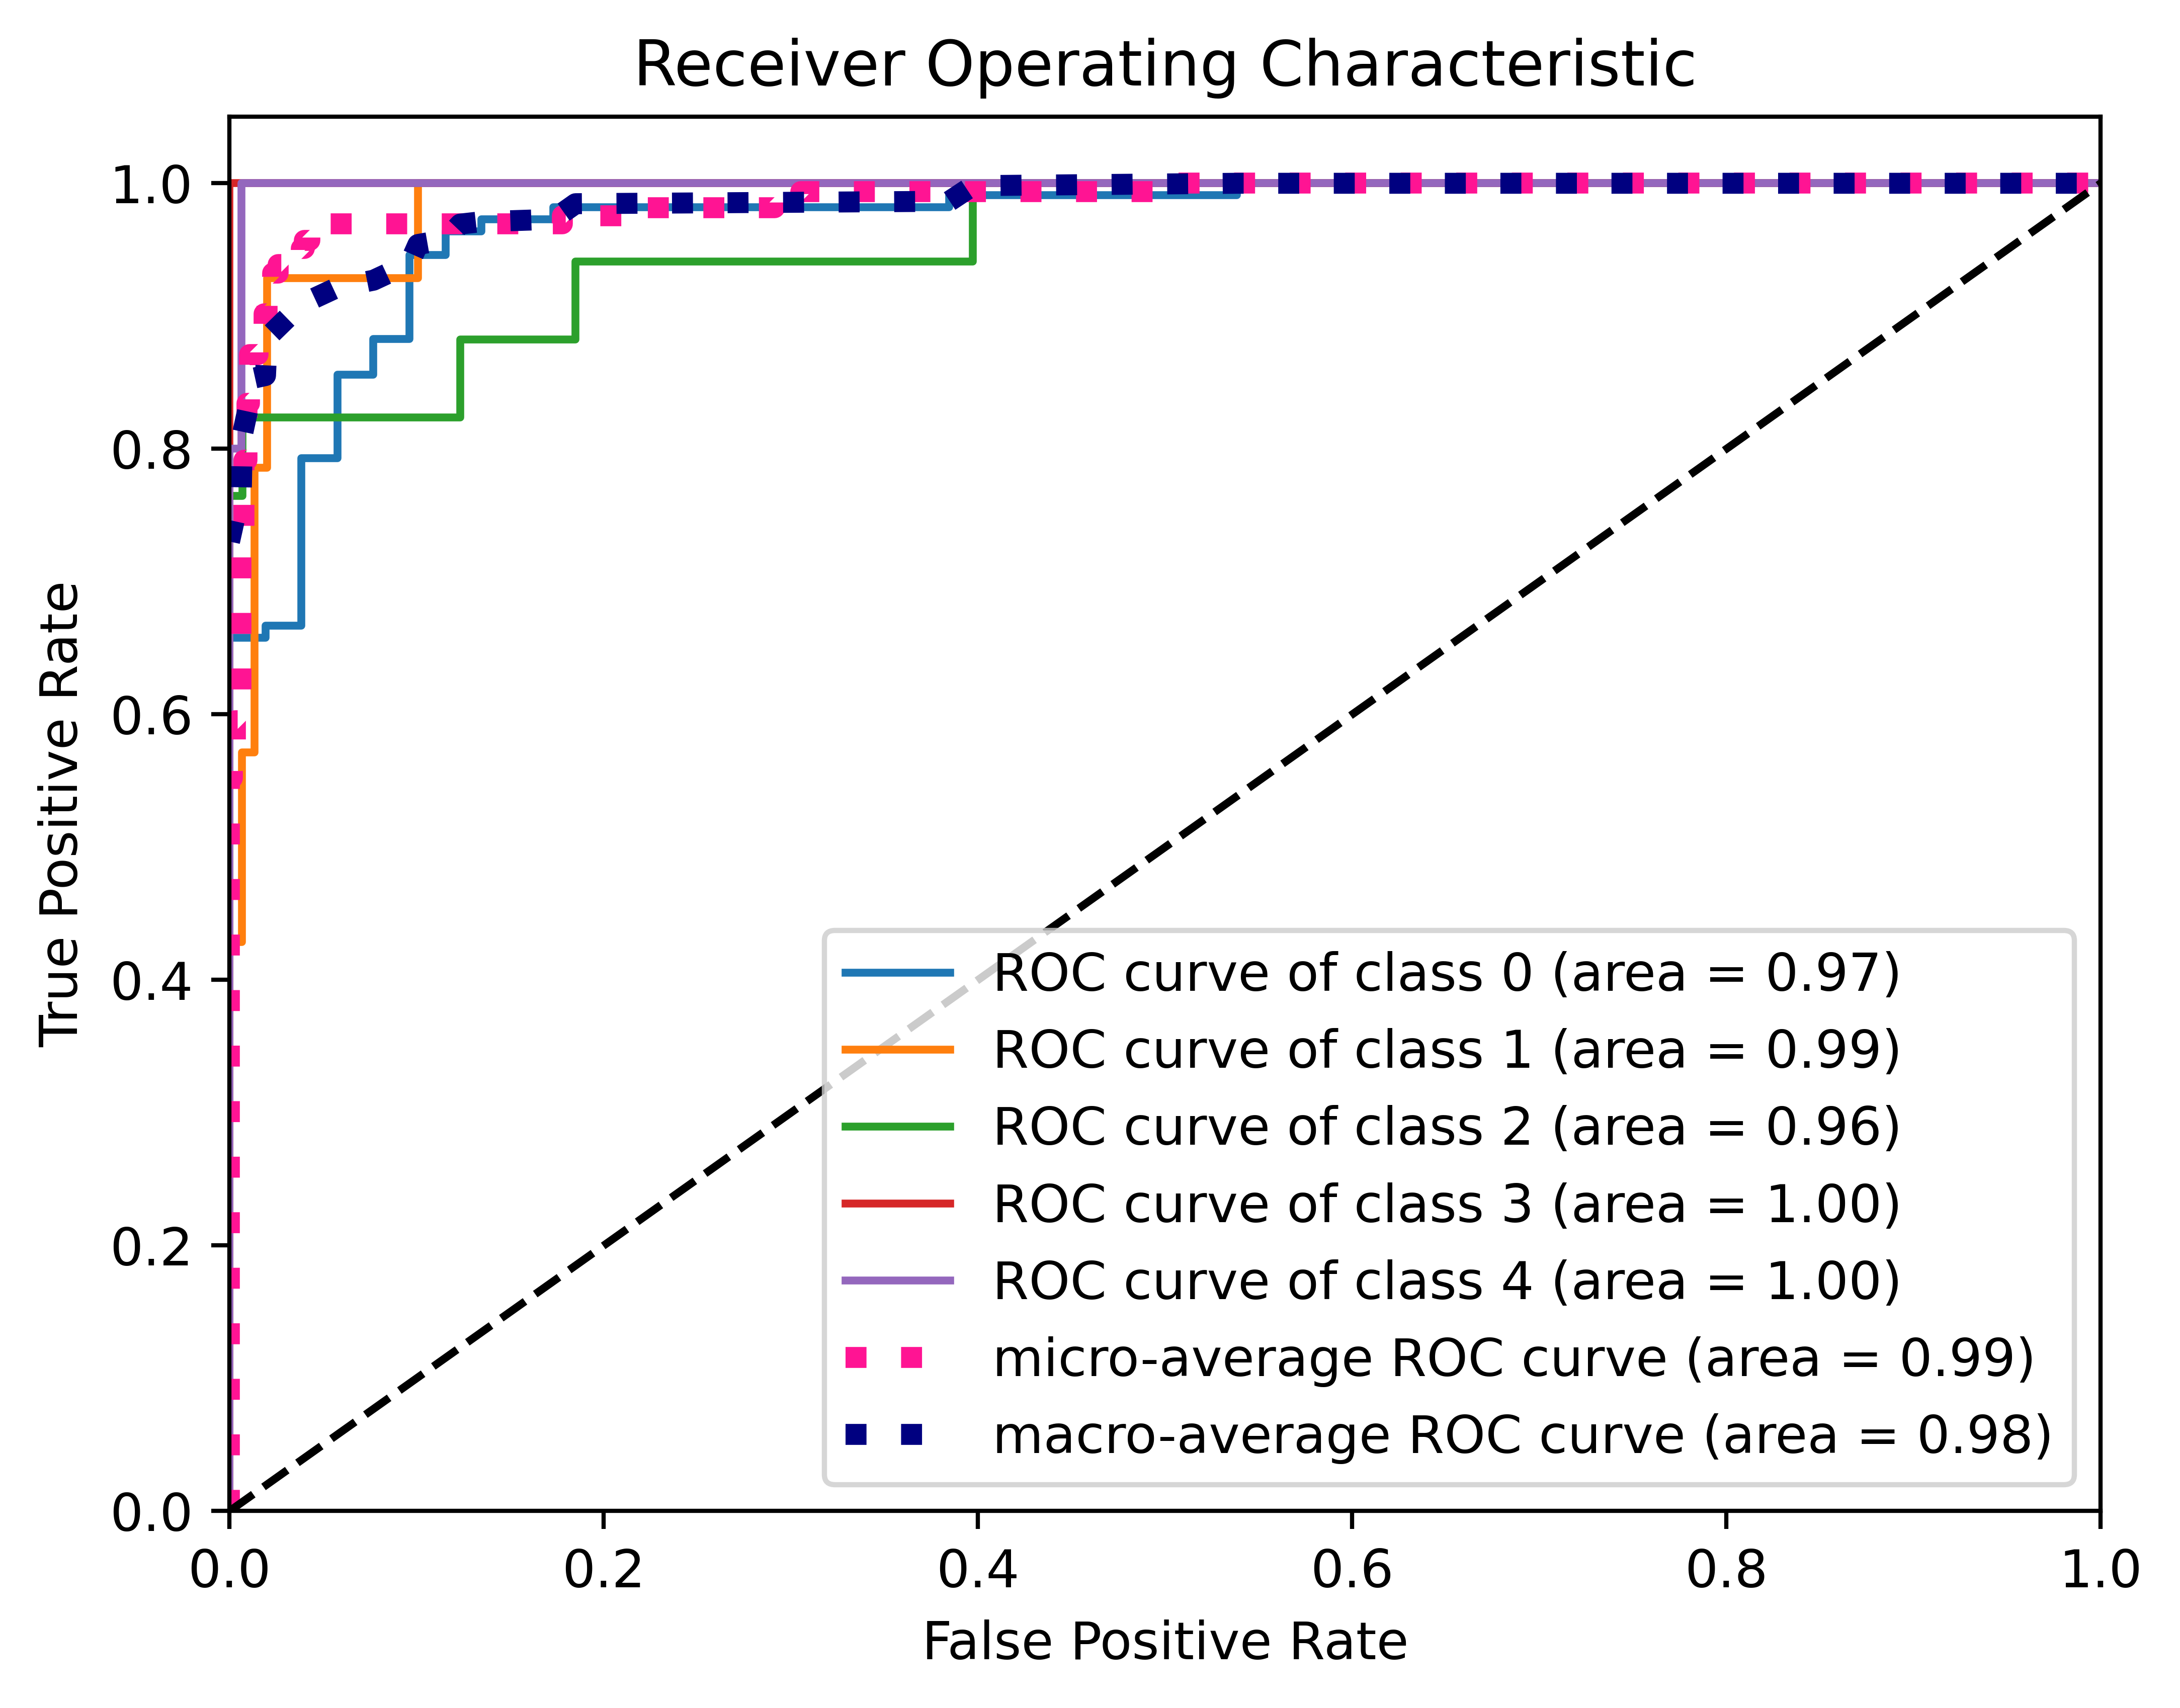 Receiver Operating Characteristic
1.0
0.8
0.6
0.4
0.2
0.0
True Positive Rate
ROC curve of class 0 (area = 0.97)
ROC curve of class 1 (area = 0.99)
ROC curve of class 2 (area = 0.96)
ROC curve of class 3 (area = 1.00)
ROC curve of class 4 (area = 1.00)
micro-average ROC curve (area = 0.99)
macro-average ROC curve (area = 0.98)
0.0 0.2 0.4 0.6 0.8 1.0
False Positive Rate